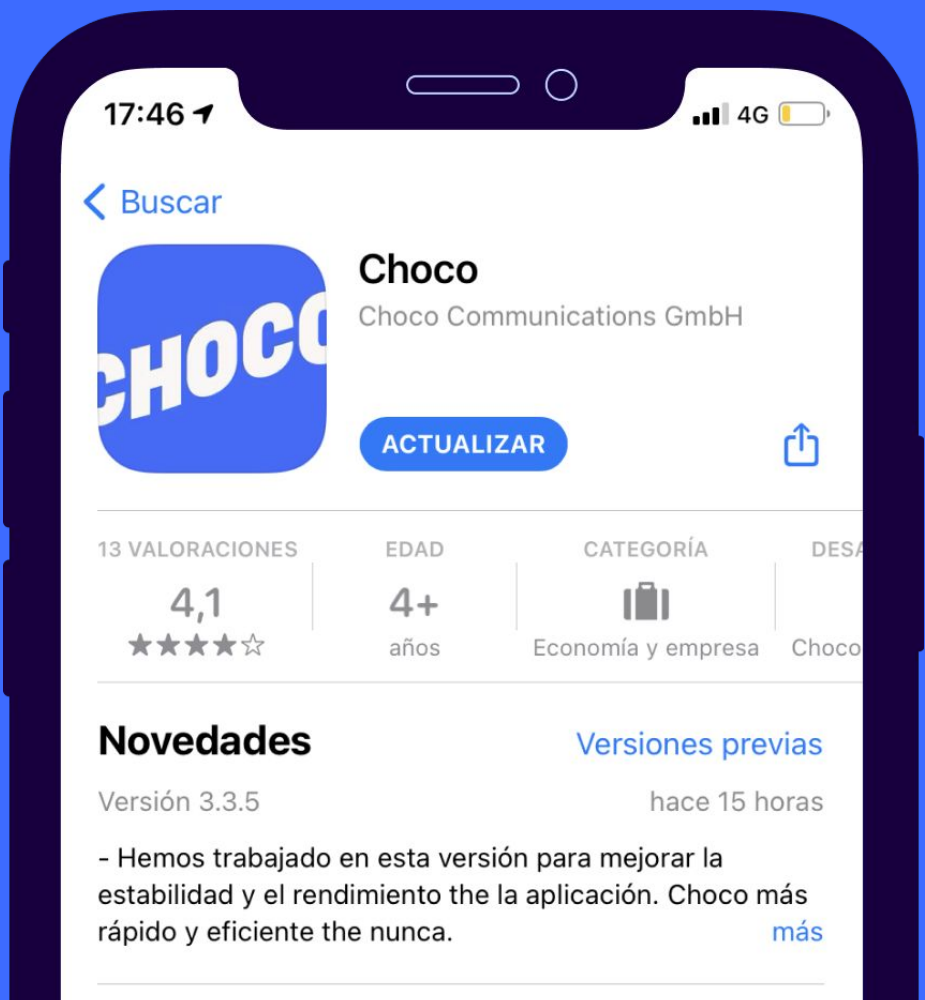 17:46
4G
Buscar
CHOCO
Choco
Choco Communications GmbH
ACTUALIZAR
13 VALORACIONES
4,1
EDAD
4+
años
CATEGORÍA
Economía y empresa
DESA
Choco
Novedades
Versiones previas
Versión 3.3.5
hace 15 horas
- Hemos trabajado en esta versión para mejorar la
estabilidad y el rendimiento the la aplicación. Choco más
rápido y eficiente the nunca.
más